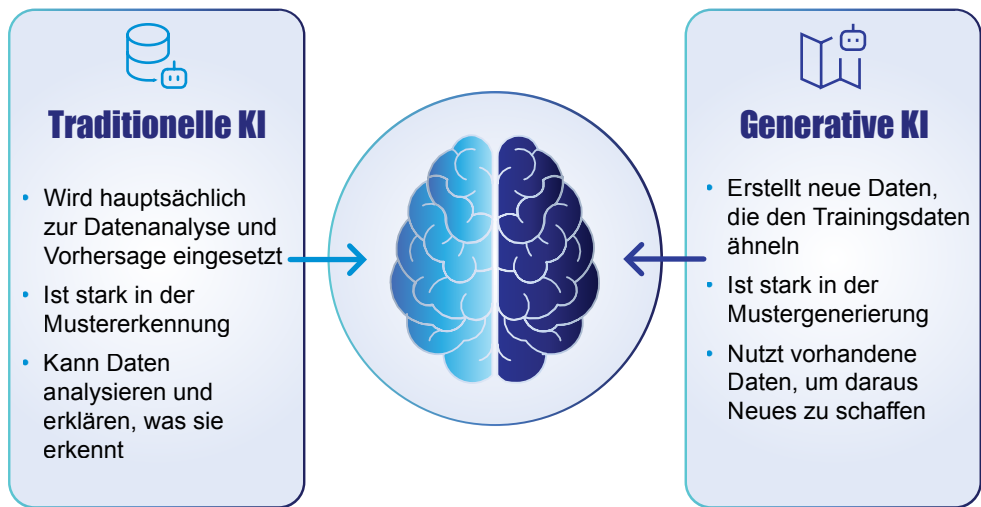 Traditionelle KI
• Wird hauptsächlich
zur Datenanalyse und
Vorhersage eingesetzt
• Ist stark in der
Mustererkennung
• Kann Daten
analysieren und
erklären, was sie
erkennt
Generative KI
• Erstellt neue Daten,
die den Trainingsdaten
ähneln
• Ist stark in der
Mustergenerierung
• Nutzt vorhandene
Daten, um daraus
Neues zu schaffen